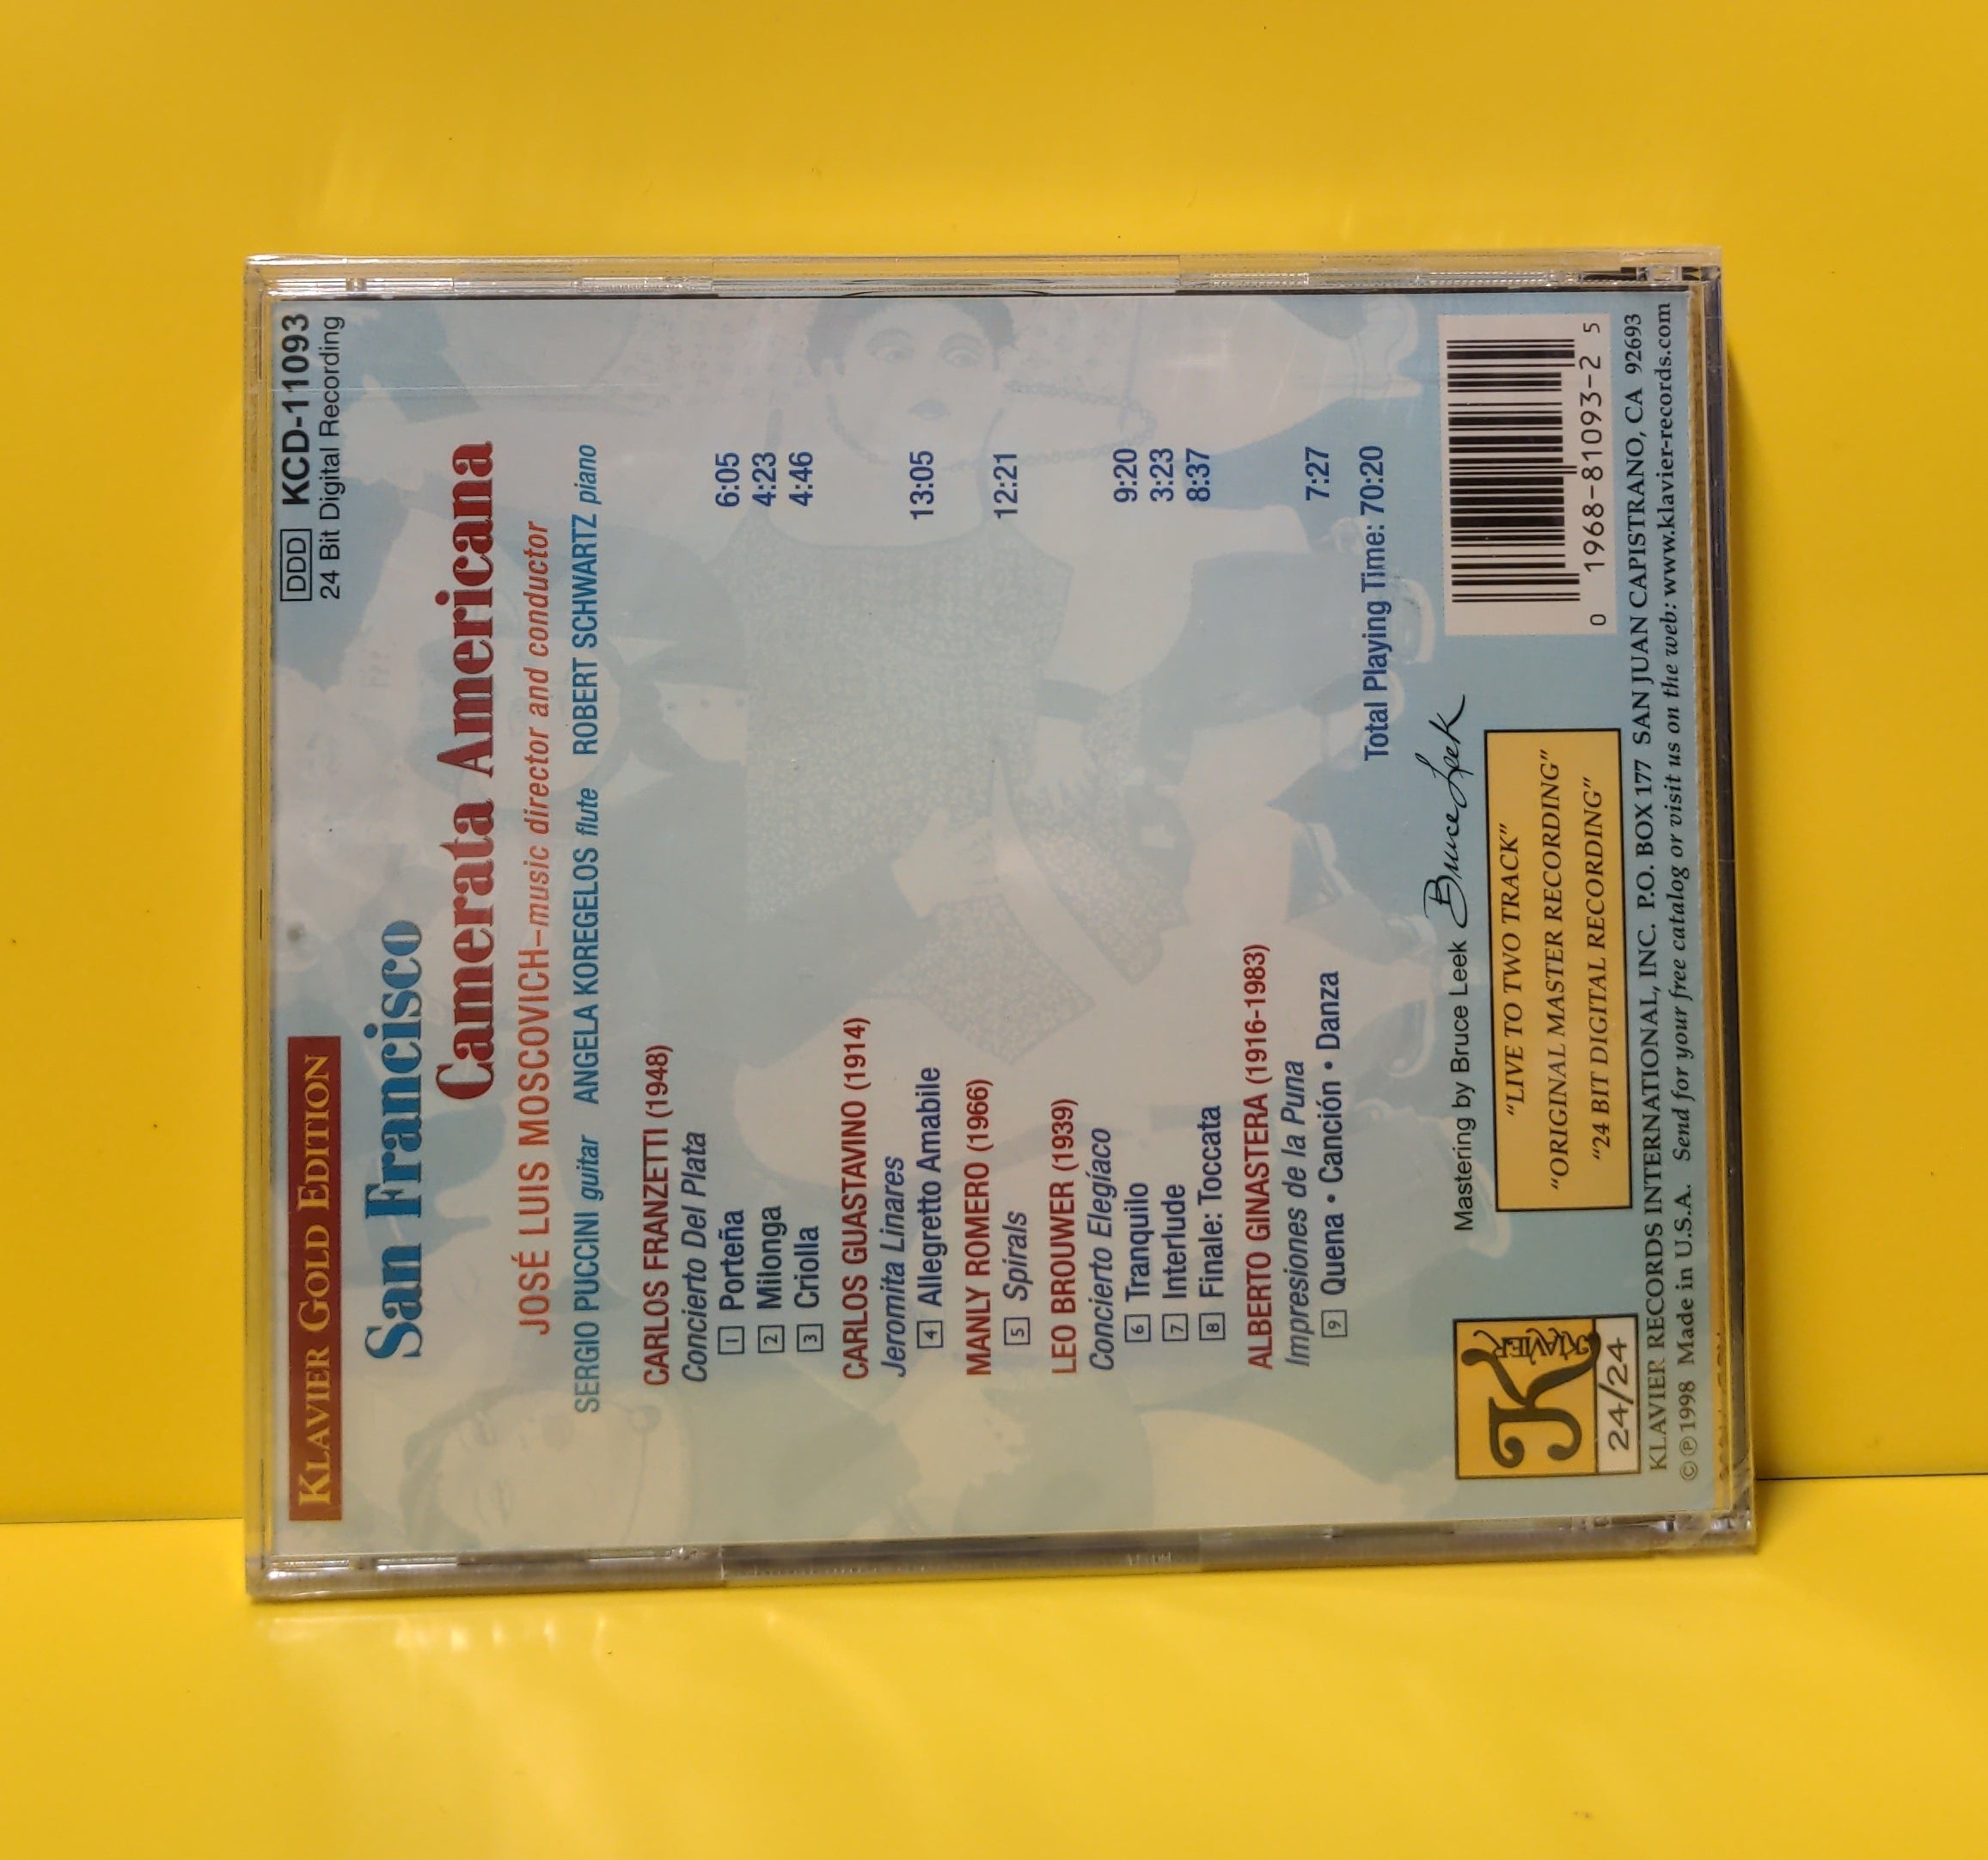 KLAVIER GOLD EDITION
DDD KCD-11093
24 Bit Digital Recording
San Francisco
Camerata Americana
JOSÉ LUIS MOSCOVICH–music director and conductor
SERGIO PUCCINI guitar ANGELA KOREGELOS flute ROBERT SCHWARTZ piano
CARLOS FRANZETTI (1948)
Concierto Del Plata
1 Porteña 6:05
2 Milonga 4:23
3 Criolla 4:46
CARLOS GUASTAVINO (1914)
Jeromita Linares
4 Allegretto Amabile 13:05
MANLY ROMERO (1966)
5 Spirals 12:21
LEO BROUWER (1939)
Concierto Elegíaco
6 Tranquilo 9:20
7 Interlude 3:23
8 Finale: Toccata 8:37
ALBERTO GINASTERA (1916-1983)
Impresiones de la Puna
9 Quena • Canción • Danza 7:27
Total Playing Time: 70:20
Mastering by Bruce Leek Bruce Leek
"LIVE TO TWO TRACK"
"ORIGINAL MASTER RECORDING"
"24 BIT DIGITAL RECORDING"
K KLAVIER
24/24
0 1968-81093-2 5
KLAVIER RECORDS INTERNATIONAL, INC. P.O. BOX 177 SAN JUAN CAPISTRANO, CA 92693
© ℗ 1998 Made in U.S.A. Send for your free catalog or visit us on the web: www.klavier-records.com